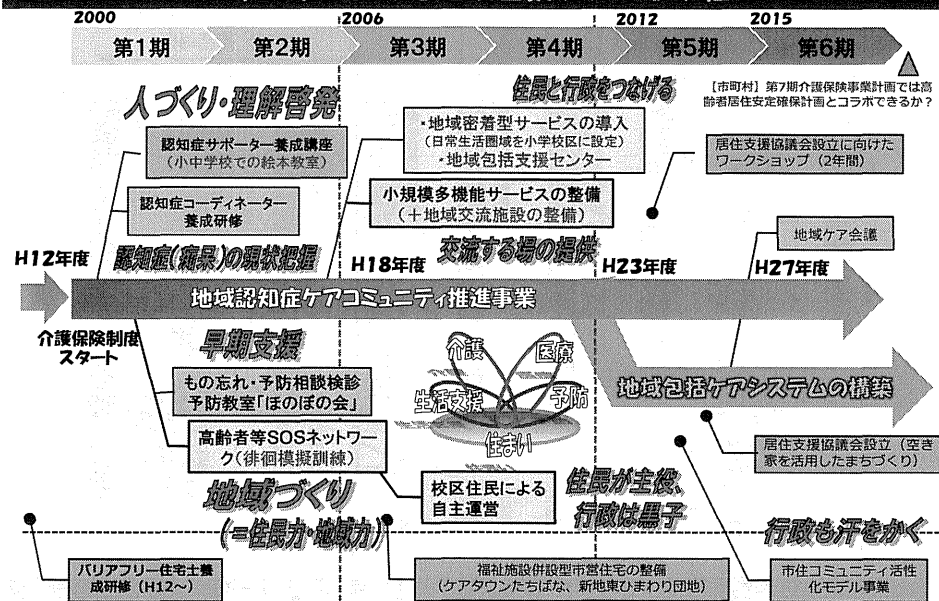 2000
2006
2012
2015
第1期
第2期
第3期
第4期
第5期
第6期
[市町村] 第7期介護保険事業計画では高
齢者居住安定確保計画とコラボできるか?
人づくり・理解啓発
住民と行政をつなげる
認知症サポーター養成講座
(小中学校での絵本教室)
・地域密着型サービスの導入
(日常生活圏域を小学校区に設定)
・地域包括支援センター
居住支援協議会設立に向けた
ワークショップ(2年間)
認知症コーディネーター
養成研修
小規模多機能サービスの整備
(+地域交流施設の整備)
地域ケア会議
認知症(痴呆)の現状把握
交流する場の提供
H12年度
H18年度
H23年度
H27年度
地域認知症ケアコミュニティ推進事業
介護保険制度
スタート
早期支援
介護
医療
生活支援
予防
住まい
地域包括ケアシステムの構築
もの忘れ・予防相談検診
予防教室「ほのぼの会」
高齢者等SOSネットワー
ク(徘徊模擬訓練)
居住支援協議会設立(空き
家を活用したまちづくり)
地域づくり
(=住民力・地域力)
校区住民による
自主運営
住民が主役、
行政は黒子
行政も汗をかく
バリアフリー住宅士養
成研修(H12~)
福祉施設併設型市営住宅の整備
(ケアタウンたちばな、新地東ひまわり団地)
市住コミュニティ活性
化モデル事業